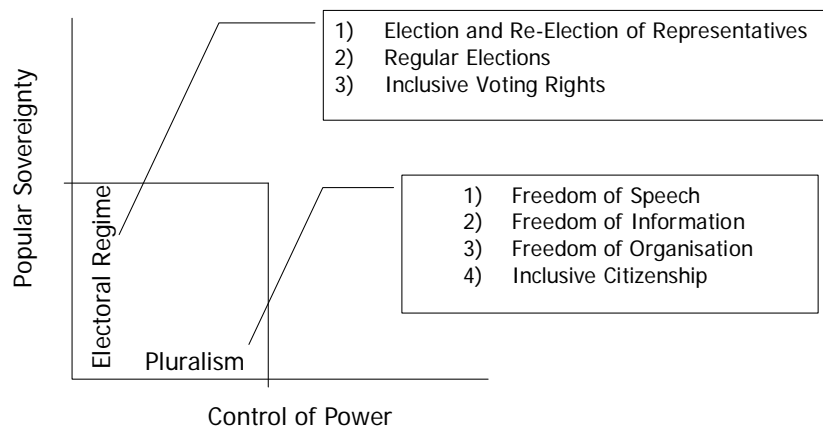 1) Election and Re-Election of Representatives
2) Regular Elections
3) Inclusive Voting Rights
Popular Sovereignty
Electoral Regime
1) Freedom of Speech
2) Freedom of Information
3) Freedom of Organisation
4) Inclusive Citizenship
Pluralism
Control of Power